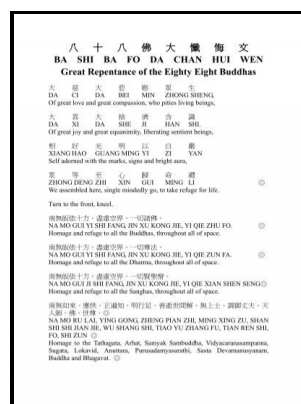 八 十 八 佛 大 懺 悔 文
BA SHI BA FO DA CHAN HUI WEN
Great Repentance of the Eighty Eight Buddhas
大 慈 大 悲 愍 眾 生
DA CI DA BEI MIN ZHONG SHENG,
Of great love and great compassion, who pities living beings,
大 喜 大 捨 濟 含 識
DA XI DA SHE JI HAN SHI.
Of great joy and great equanimity, liberating sentient beings,
相 好 光 明 以 自 嚴
XIANG HAO GUANG MING YI ZI YAN
Self adorned with the marks, signs and bright aura,
眾 等 至 心 歸 命 禮
ZHONG DENG ZHI XIN GUI MING LI ◎
We assembled here, single mindedly go, to take refuge for life.
Turn to the front, kneel.
南無皈依十方、盡虛空界、一切諸佛。
NA MO GUI YI SHI FANG, JIN XU KONG JIE, YI QIE ZHU FO. ◎
Homage and refuge to all the Buddhas, throughout all of space.
南無皈依十方、盡虛空界、一切尊法。
NA MO GUI YI SHI FANG, JIN XU KONG JIE, YI QIE ZUN FA. ◎
Homage and refuge to all the Dharma, throughout all of space.
南無皈依十方、盡虛空界、一切賢聖僧。
NA MO GUI JI SHI FANG, JIN XU KONG JIE, YI QIE XIAN SHEN SENG◎
Homage and refuge to all the Sanghas, throughout all of space.
南無如來、應供、正遍知、明行足、善逝世間解、無上士、調御丈夫、天
人師、佛、世尊。◎
NA MO RU LAI, YING GONG, ZHENG PIAN ZHI, MING XING ZU, SHAN
SHI SHI JIAN JIE, WU SHANG SHI, TIAO YU ZHANG FU, TIAN REN SHI,
FO, SHI ZUN ◎
Homage to the Tathagata, Arhat, Samyak Sambuddha, Vidyacaranasampanna,
Sugata, Lokavid, Anuttara, Purusadamyasarathi, Sasta Devamanusyanam,
Buddha and Bhagavat. ◎